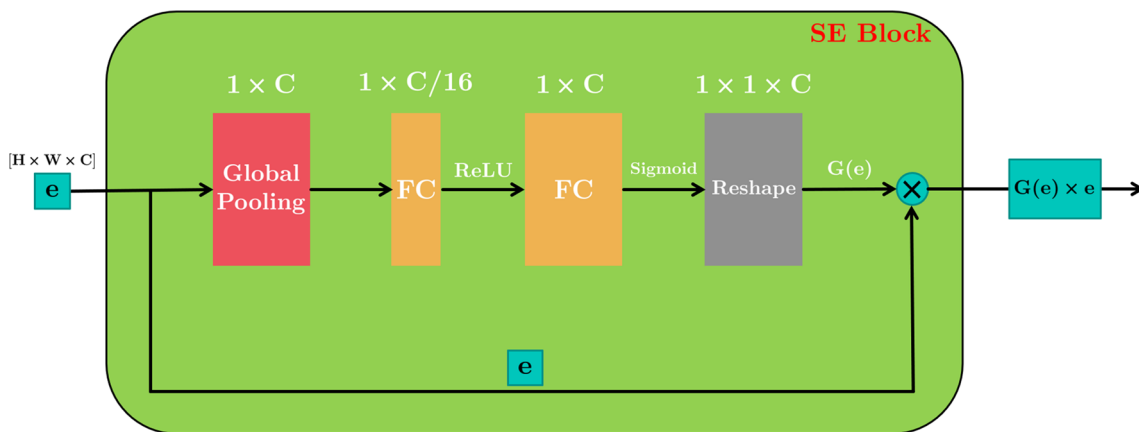 SE Block
1 × C
1 × C/16
1 × C
1 × 1 × C
[H × W × C]
e
Global
Pooling
FC
ReLU
FC
Sigmoid
Reshape
G(e)
×
G(e) × e
e